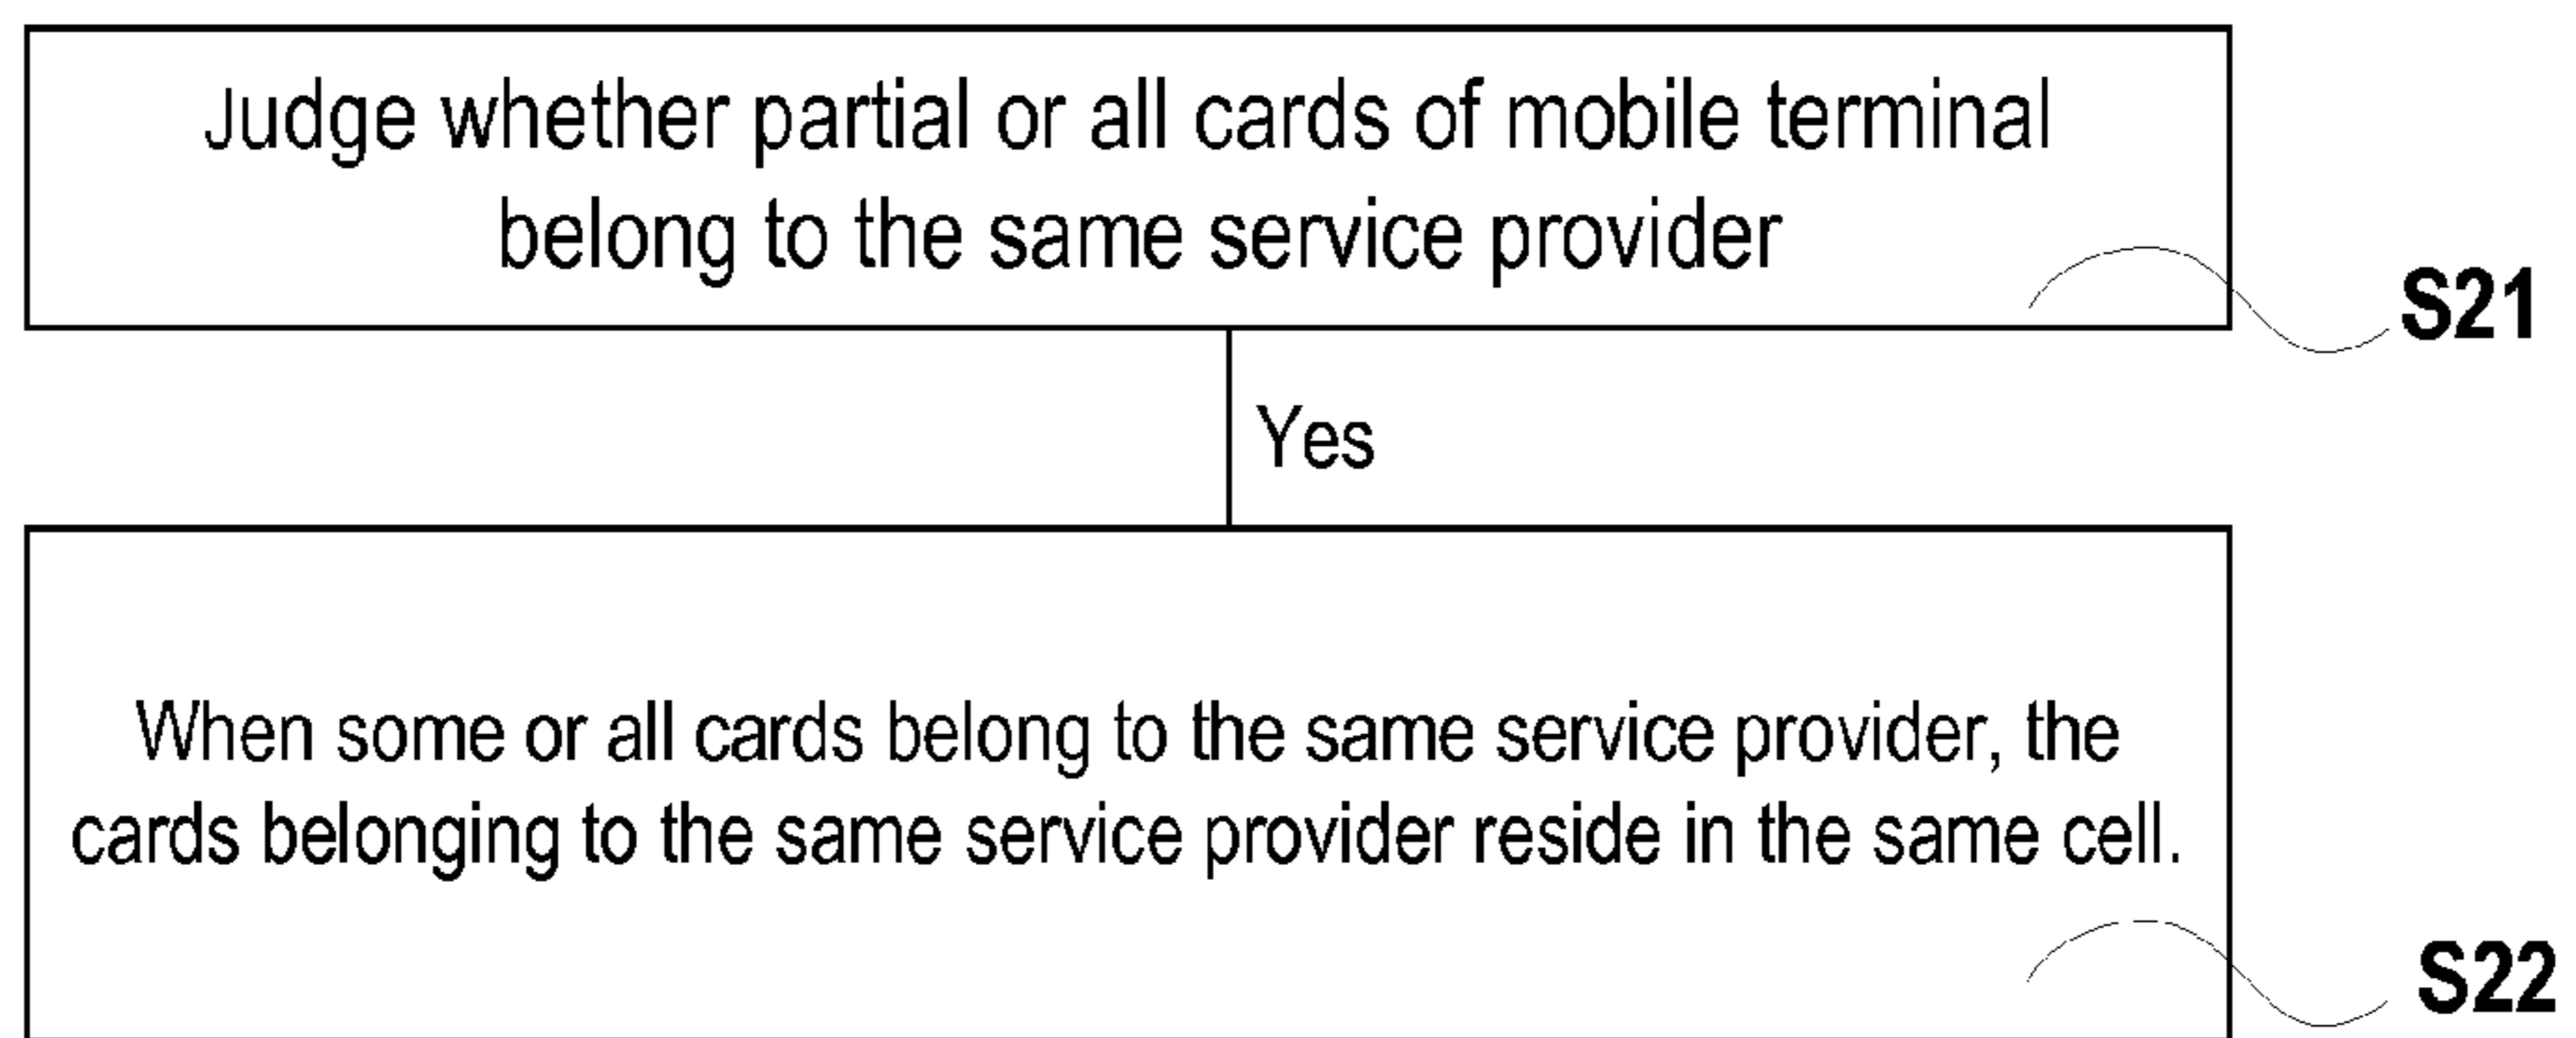 Judge whether partial or all cards of mobile terminal
belong to the same service provider
S21
Yes
When some or all cards belong to the same service provider, the
cards belonging to the same service provider reside in the same cell.
S22